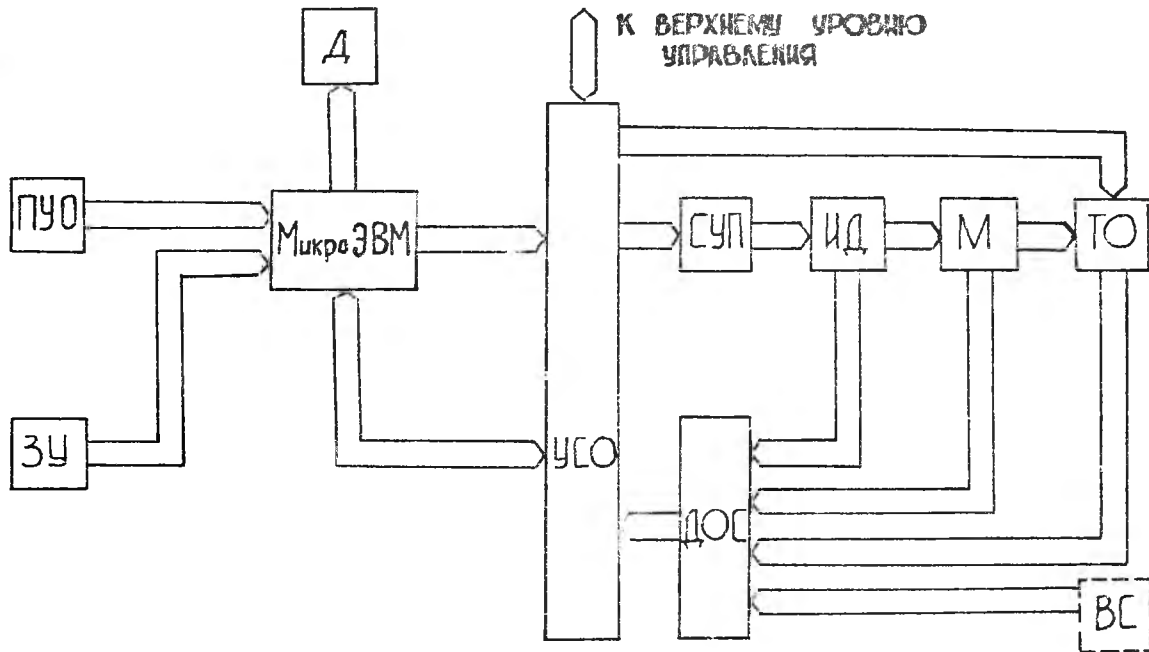 К ВЕРХНЕМУ УРОВНЮ
УПРАВЛЕНИЯ
Д
ПУО
МикроЭВМ
СУП
ИД
М
ТО
ЗУ
УСО
ДОС
ВС